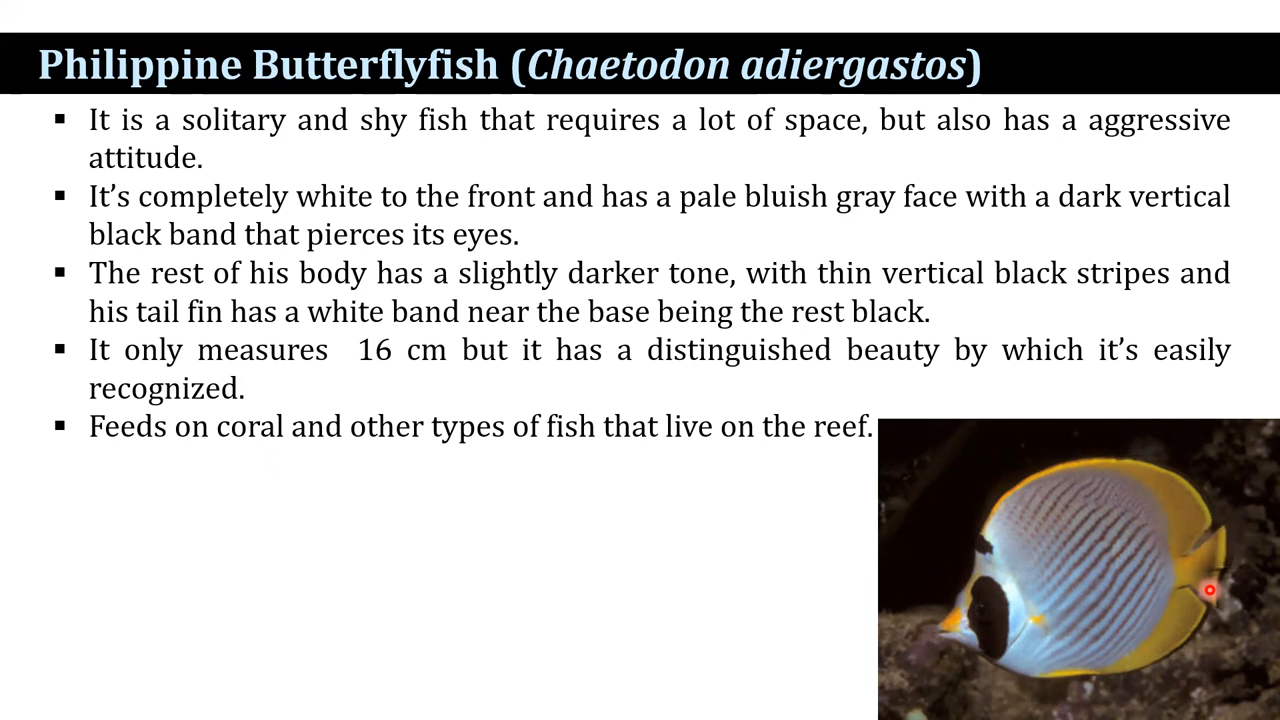 Philippine Butterflyfish (Chaetodon adiergastos)
▪ It is a solitary and shy fish that requires a lot of space, but also has a aggressive
attitude.
▪ It’s completely white to the front and has a pale bluish gray face with a dark vertical
black band that pierces its eyes.
▪ The rest of his body has a slightly darker tone, with thin vertical black stripes and
his tail fin has a white band near the base being the rest black.
▪ It only measures 16 cm but it has a distinguished beauty by which it’s easily
recognized.
▪ Feeds on coral and other types of fish that live on the reef.